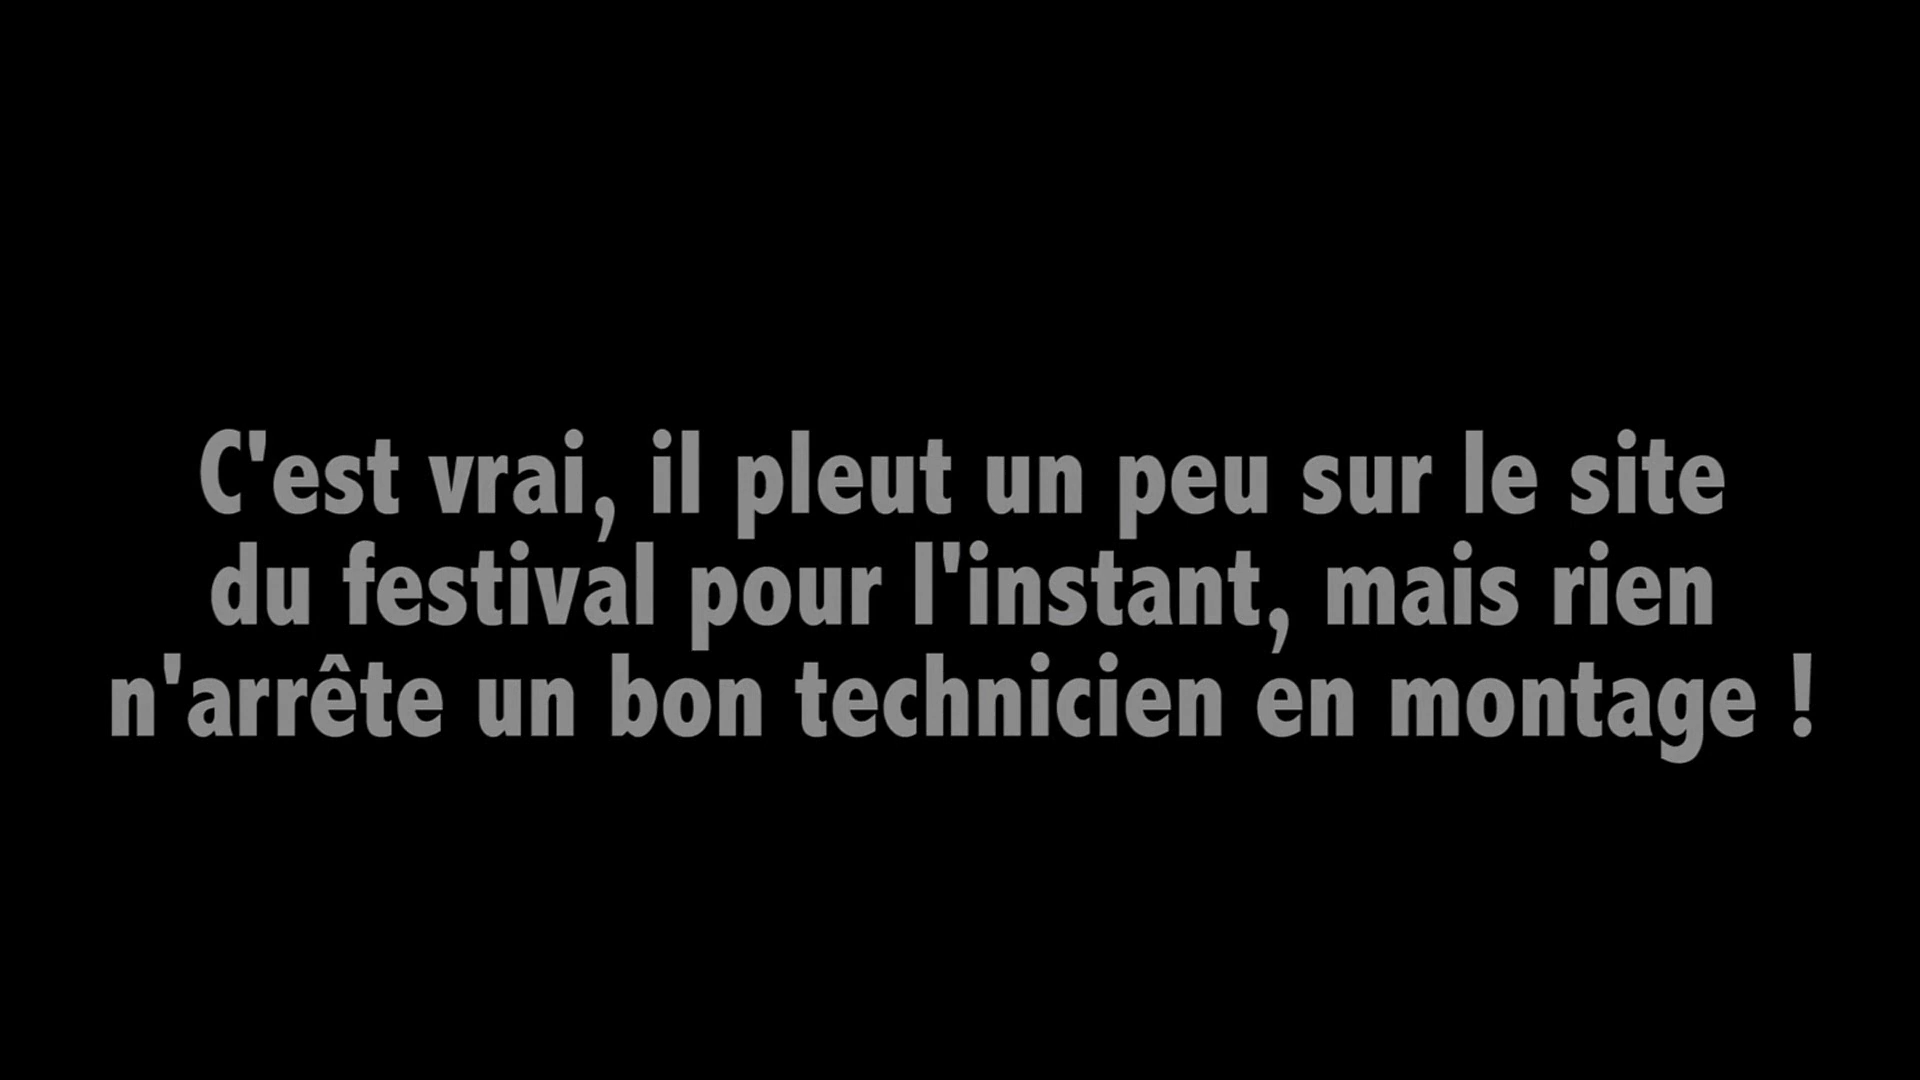 C'est vrai, il pleut un peu sur le site
du festival pour l'instant, mais rien
n'arrête un bon technicien en montage !